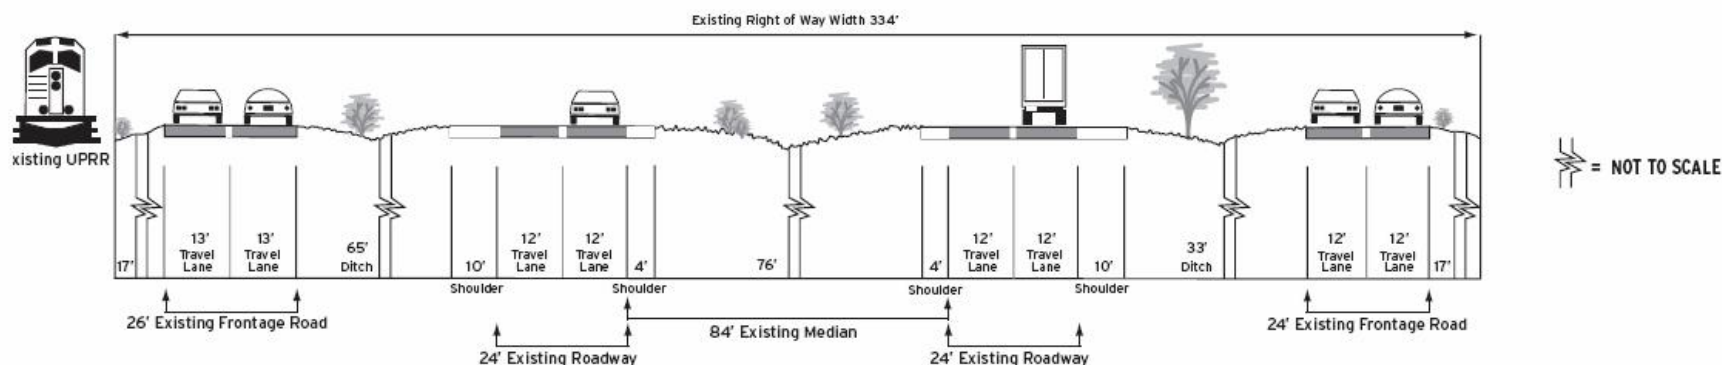 Existing Right of Way Width 334'
xisting UPRR
= NOT TO SCALE
17'
13'
Travel
Lane
13'
Travel
Lane
65'
Ditch
10'
12'
Travel
Lane
12'
Travel
Lane
4'
76'
4'
12'
Travel
Lane
12'
Travel
Lane
10'
33'
Ditch
12'
Travel
Lane
12'
Travel
Lane
17'
Shoulder
Shoulder
Shoulder
Shoulder
26' Existing Frontage Road
84' Existing Median
24' Existing Frontage Road
24' Existing Roadway
24' Existing Roadway